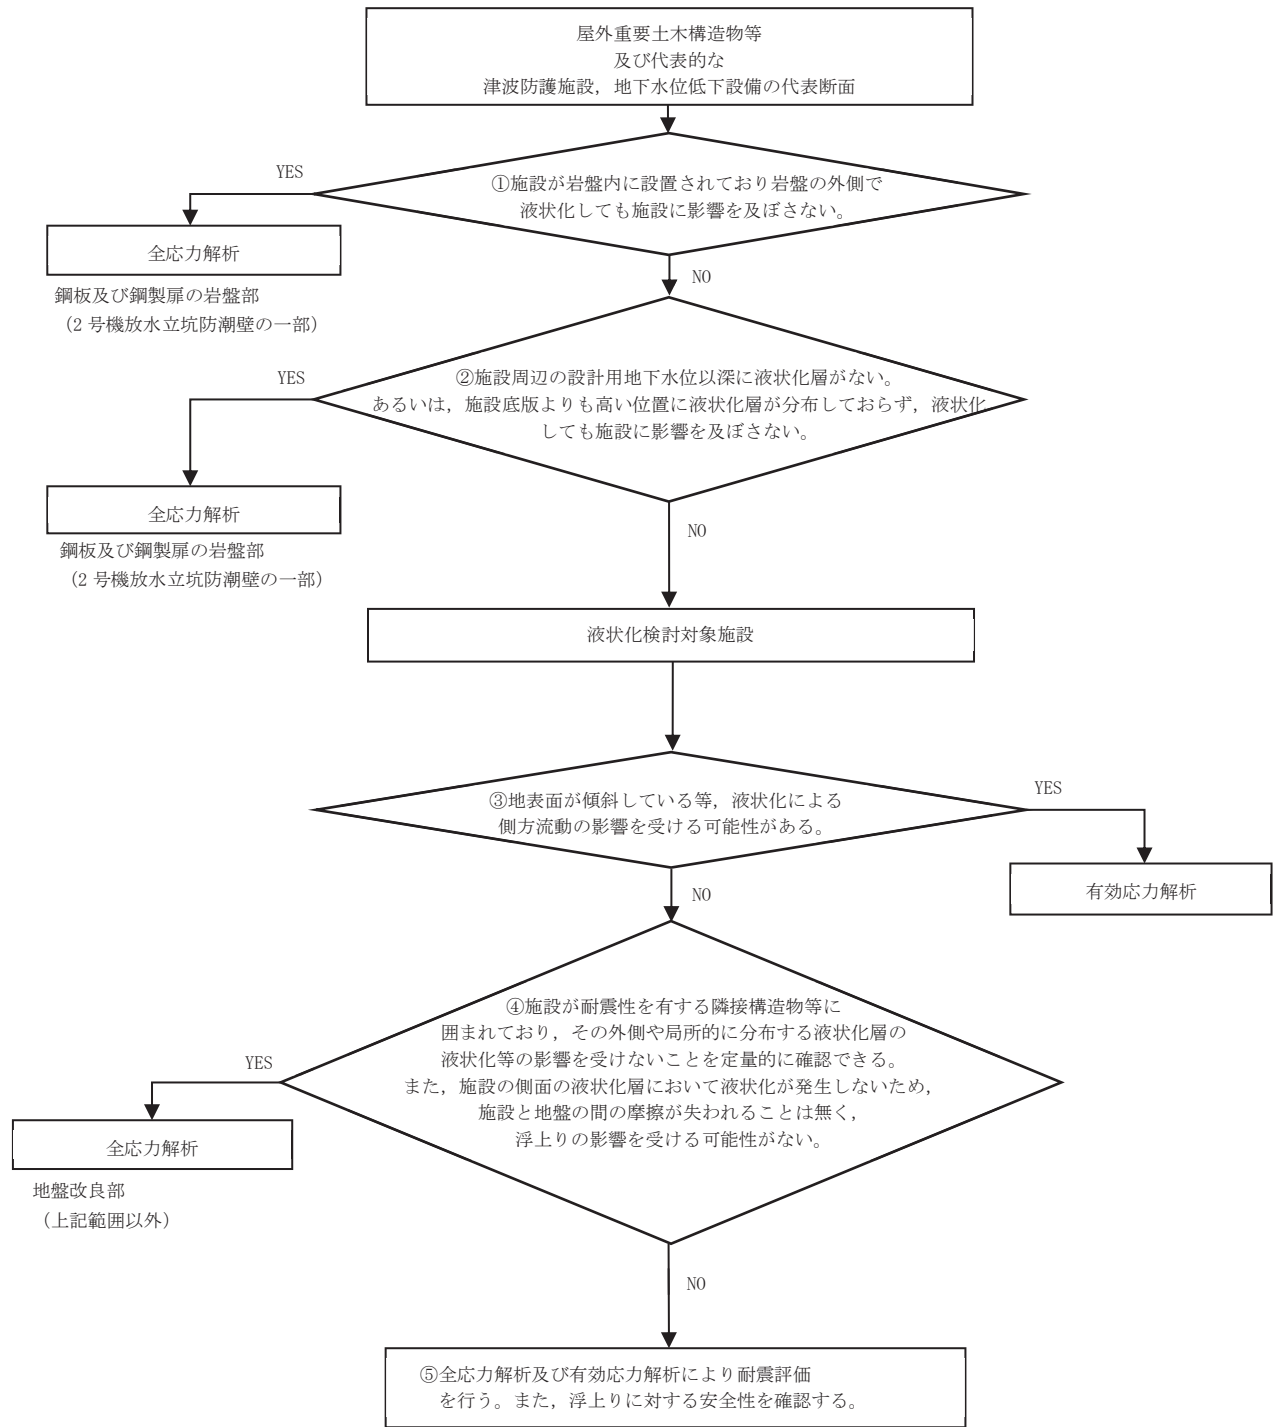 屋外重要土木構造物等
及び代表的な
津波防護施設，地下水位低下設備の代表断面
YES
①施設が岩盤内に設置されており岩盤の外側で
液状化しても施設に影響を及ぼさない。
全応力解析
鋼板及び鋼製扉の岩盤部
（2 号機放水立坑防潮壁の一部）
NO
YES
②施設周辺の設計用地下水位以深に液状化層がない。
あるいは，施設底版よりも高い位置に液状化層が分布しておらず，液状化
しても施設に影響を及ぼさない。
全応力解析
鋼板及び鋼製扉の岩盤部
（2 号機放水立坑防潮壁の一部）
NO
液状化検討対象施設
③地表面が傾斜している等，液状化による
側方流動の影響を受ける可能性がある。
YES
有効応力解析
NO
④施設が耐震性を有する隣接構造物等に
囲まれており，その外側や局所的に分布する液状化層の
液状化等の影響を受けないことを定量的に確認できる。
また，施設の側面の液状化層において液状化が発生しないため，
施設と地盤の間の摩擦が失われることは無く，
浮上りの影響を受ける可能性がない。
YES
全応力解析
地盤改良部
（上記範囲以外）
NO
⑤全応力解析及び有効応力解析により耐震評価
を行う。また，浮上りに対する安全性を確認する。